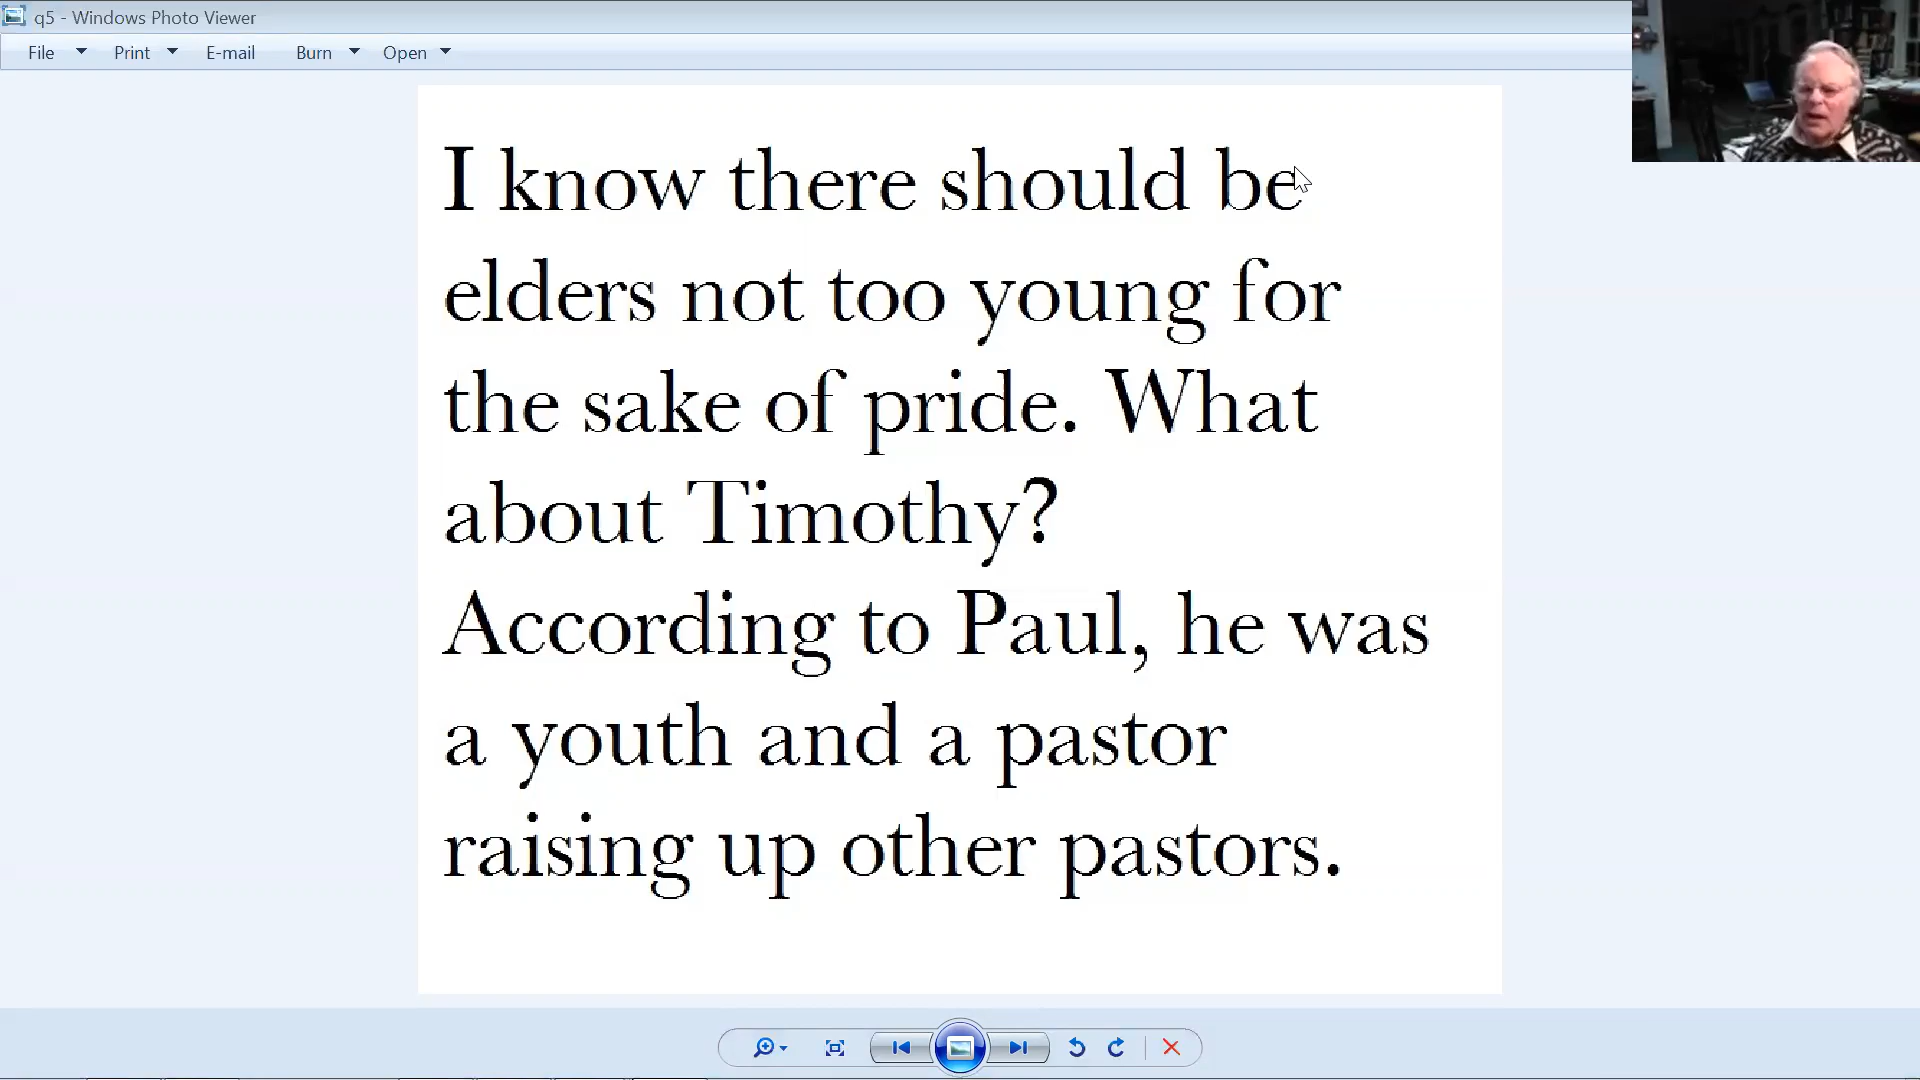 q5 - Windows Photo Viewer
File Print E-mail Burn Open
I know there should be
elders not too young for
the sake of pride. What
about Timothy?
According to Paul, he was
a youth and a pastor
raising up other pastors.